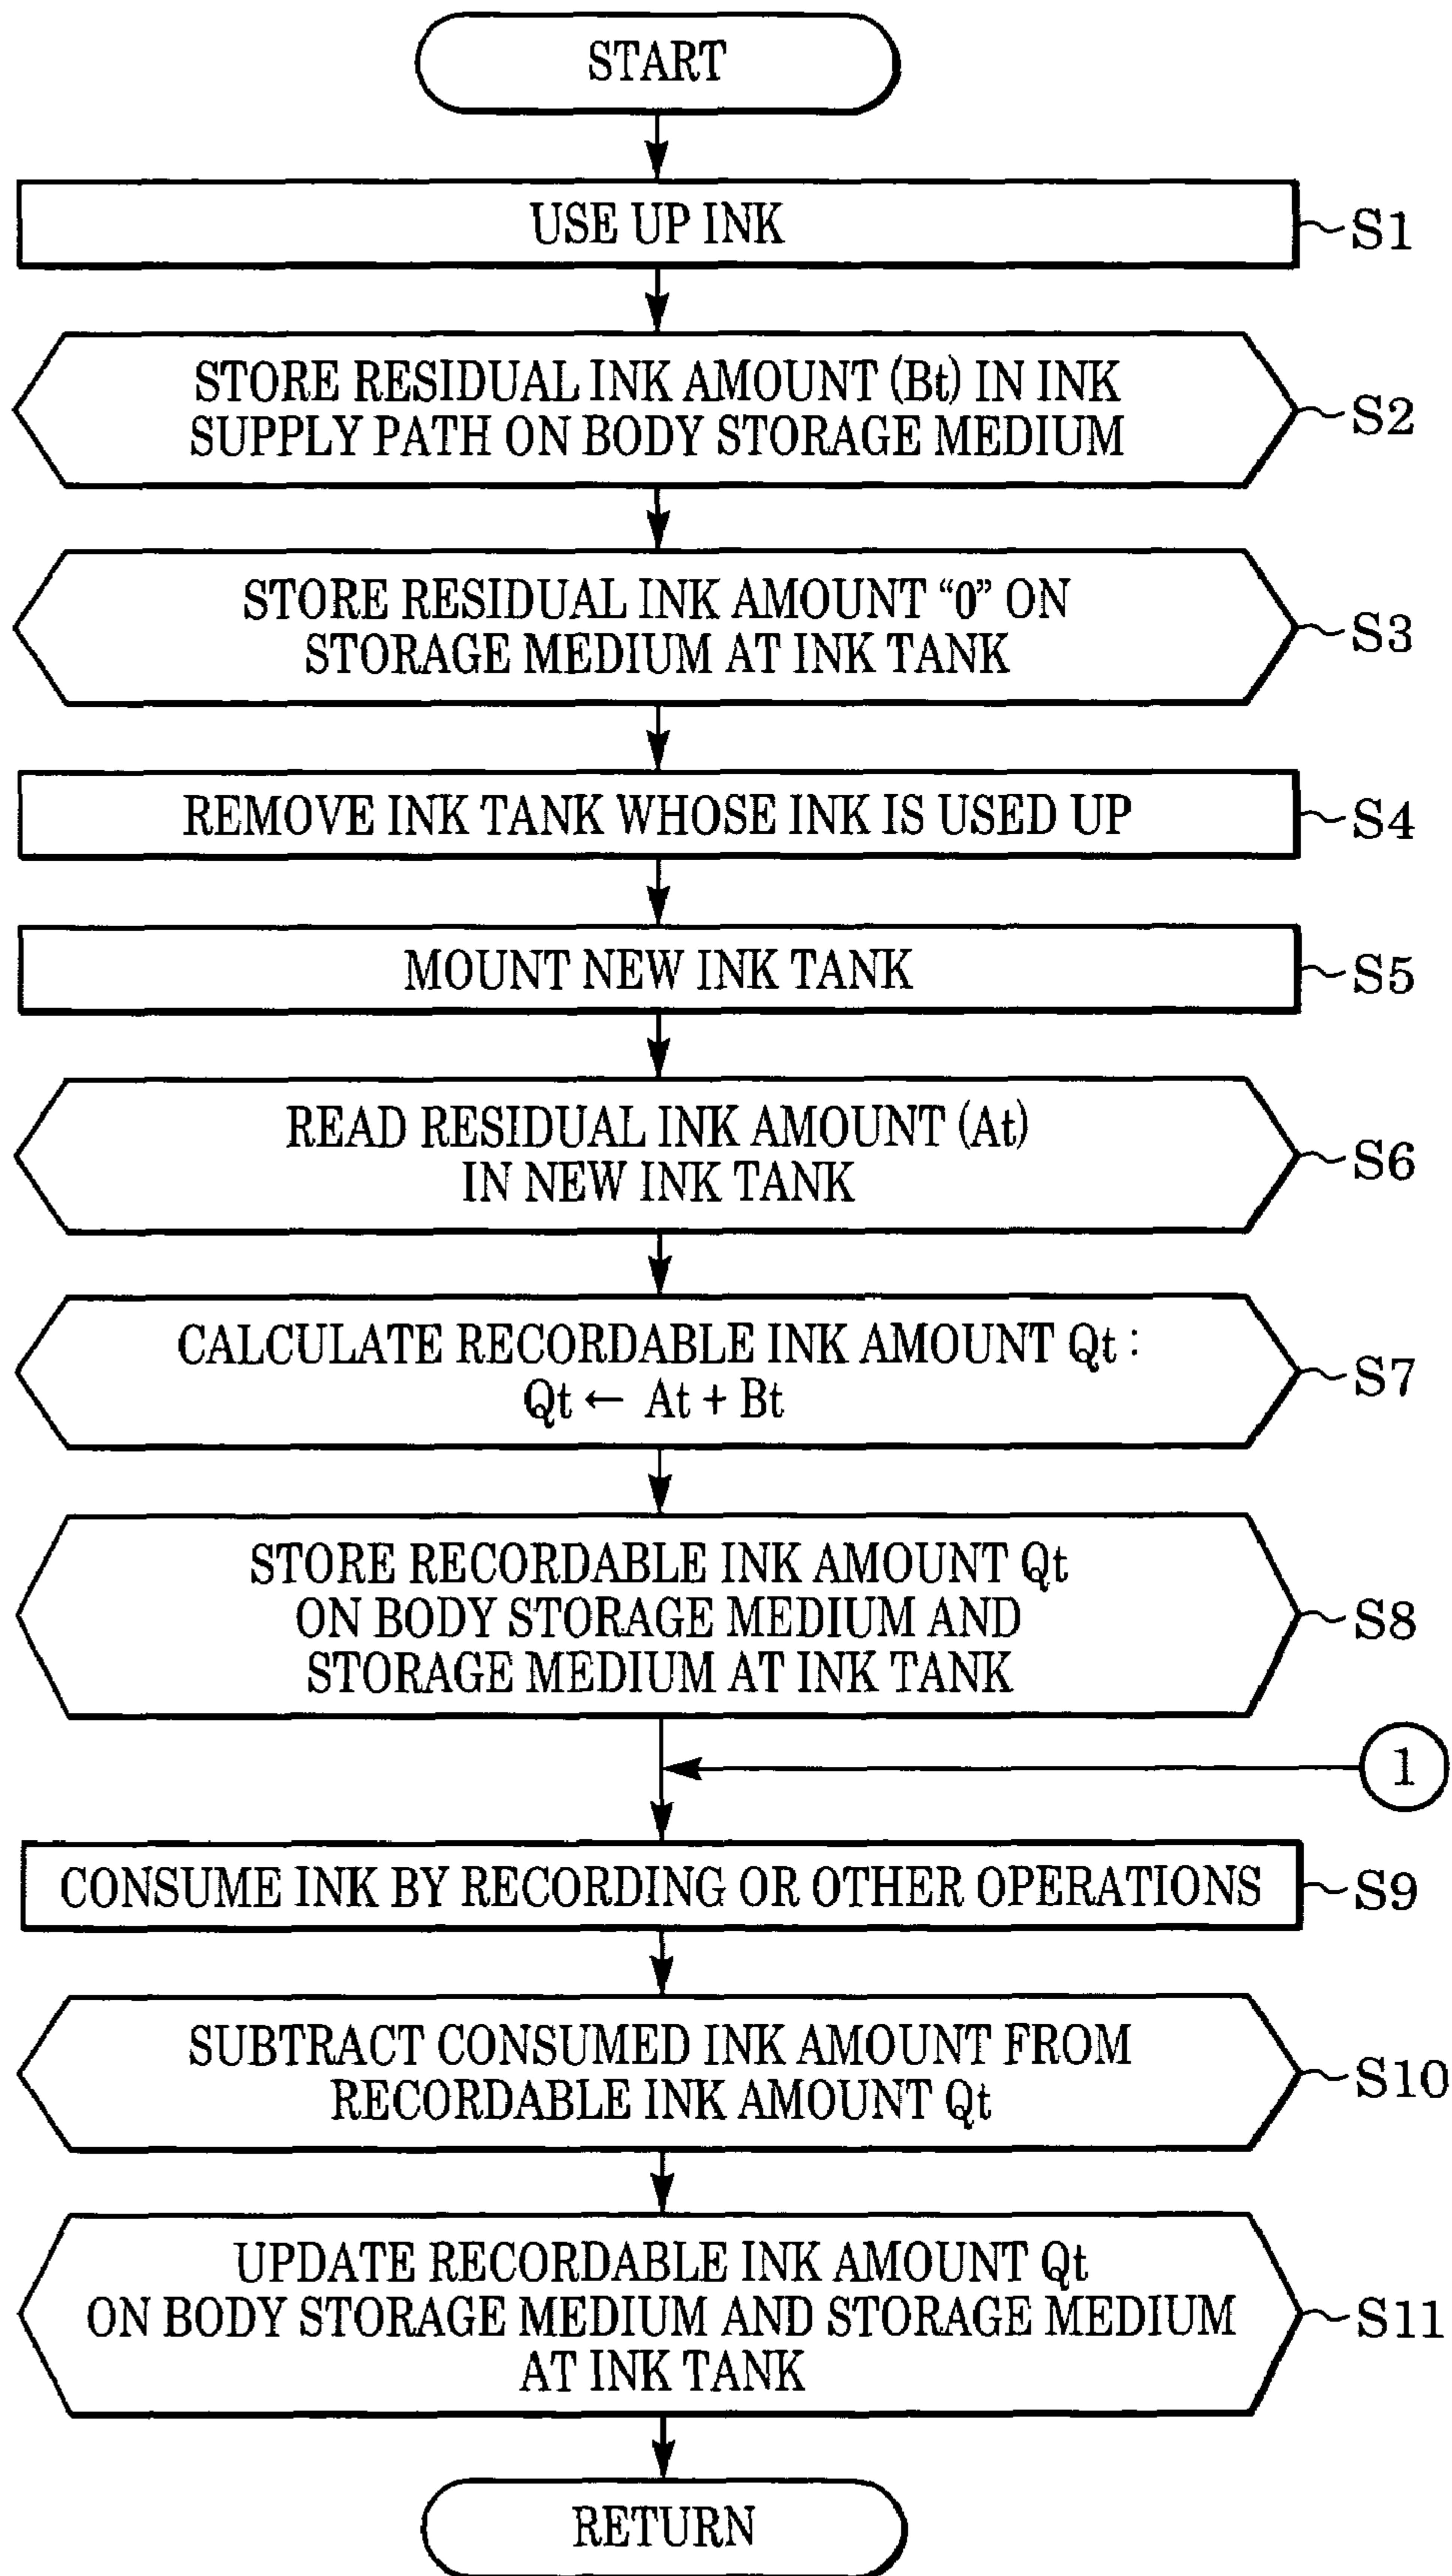 START
USE UP INK
S1
STORE RESIDUAL INK AMOUNT (Bt) IN INK
SUPPLY PATH ON BODY STORAGE MEDIUM
S2
STORE RESIDUAL INK AMOUNT “0” ON
STORAGE MEDIUM AT INK TANK
S3
REMOVE INK TANK WHOSE INK IS USED UP
S4
MOUNT NEW INK TANK
S5
READ RESIDUAL INK AMOUNT (At)
IN NEW INK TANK
S6
CALCULATE RECORDABLE INK AMOUNT Qt :
Qt ← At + Bt
S7
STORE RECORDABLE INK AMOUNT Qt
ON BODY STORAGE MEDIUM AND
STORAGE MEDIUM AT INK TANK
S8
1
CONSUME INK BY RECORDING OR OTHER OPERATIONS
S9
SUBTRACT CONSUMED INK AMOUNT FROM
RECORDABLE INK AMOUNT Qt
S10
UPDATE RECORDABLE INK AMOUNT Qt
ON BODY STORAGE MEDIUM AND STORAGE MEDIUM
AT INK TANK
S11
RETURN